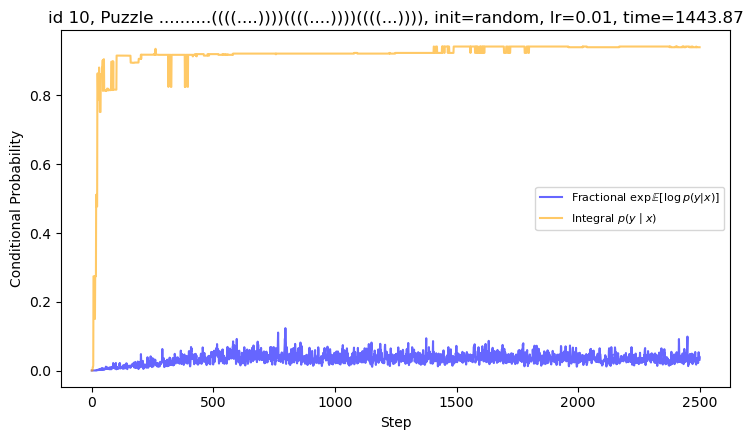 id 10, Puzzle ..........((((....))))((((....))))((((...)))), init=random, lr=0.01, time=1443.87
Conditional Probability
0.8
0.6
0.4
0.2
0.0
Fractional exp𝔼[log p(y|x)]
Integral p(y | x)
0 500 1000 1500 2000 2500
Step